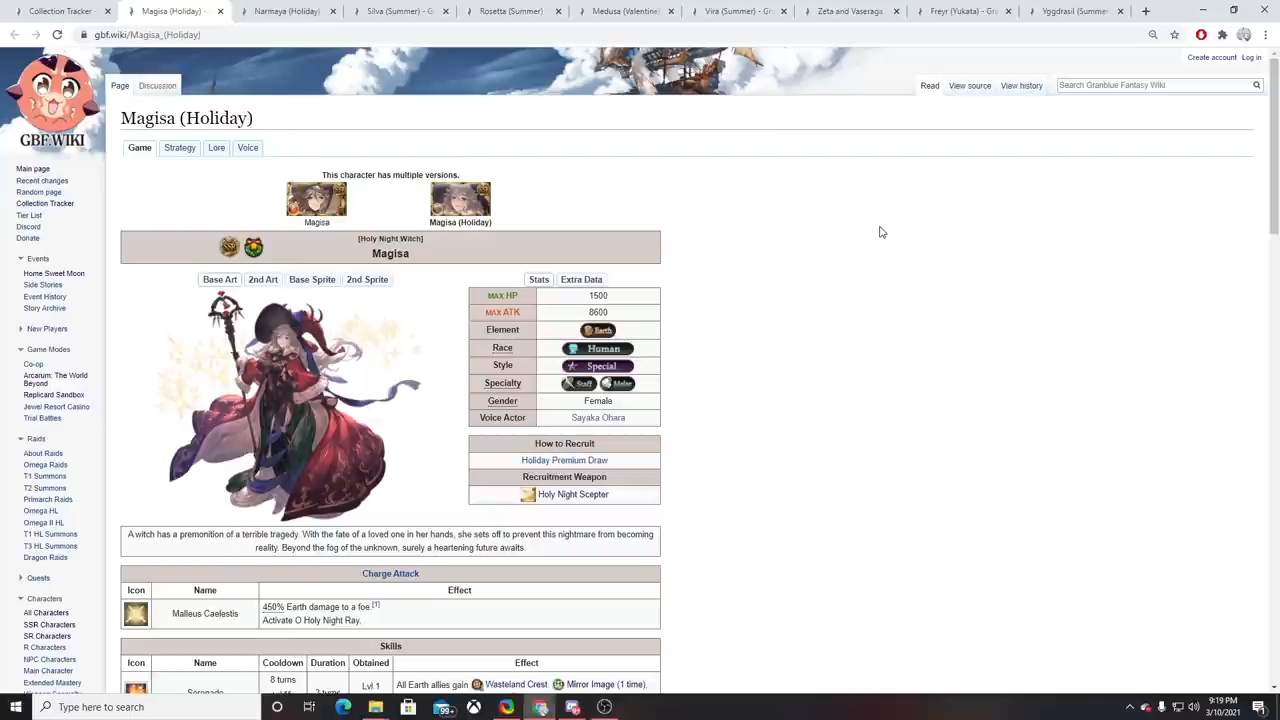 Collection Tracker
Magisa (Holiday)
Silva (Summer) - G
Rosetta (Summer)
Medusa (Valentine
Vira (Summer) - Gr
Zeta and Vaseraga
Freyr (Yukata) - Gra
Yggdrasil (Summer
gbf.wiki/Magisa_(Holiday)
Create account
Log in
Page
Discussion
Read
View source
View history
Search Granblue Fantasy Wiki
GBF.WIKI
Magisa (Holiday)
Game
Strategy
Lore
Voice
Main page
Recent changes
Random page
Collection Tracker
Tier List
Discord
Donate
Events
Home Sweet Moon
Side Stories
Event History
Story Archive
New Players
Game Modes
Co-op
Arcarum: The World
Beyond
Replicard Sandbox
Jewel Resort Casino
Trial Battles
Raids
About Raids
Omega Raids
T1 Summons
T2 Summons
Primarch Raids
Omega HL
Omega II HL
T1 HL Summons
T3 HL Summons
Dragon Raids
Quests
Characters
All Characters
SSR Characters
SR Characters
R Characters
NPC Characters
Main Character
Extended Mastery
This character has multiple versions.
Magisa
Magisa (Holiday)
[Holy Night Witch]
Magisa
Base Art
2nd Art
Base Sprite
2nd Sprite
Stats
Extra Data
MAX HP 1500
MAX ATK 8600
Element Earth
Race Human
Style Special
Specialty Staff Melee
Gender Female
Voice Actor Sayaka Ohara
How to Recruit
Holiday Premium Draw
Recruitment Weapon
Holy Night Scepter
A witch has a premonition of a terrible tragedy. With the fate of a loved one in her hands, she sets off to prevent this nightmare from becoming
reality. Beyond the fog of the unknown, surely a heartening future awaits.
Charge Attack
Icon Name Effect
Malleus Caelestis
450% Earth damage to a foe.[1]
Activate O Holy Night Ray.
Skills
Icon Name Cooldown Duration Obtained Effect
Serenade
8 turns
Lvl 1
All Earth allies gain Wasteland Crest, Mirror Image (1 time),
Type here to search
99+
9:19 PM
3/10/2021